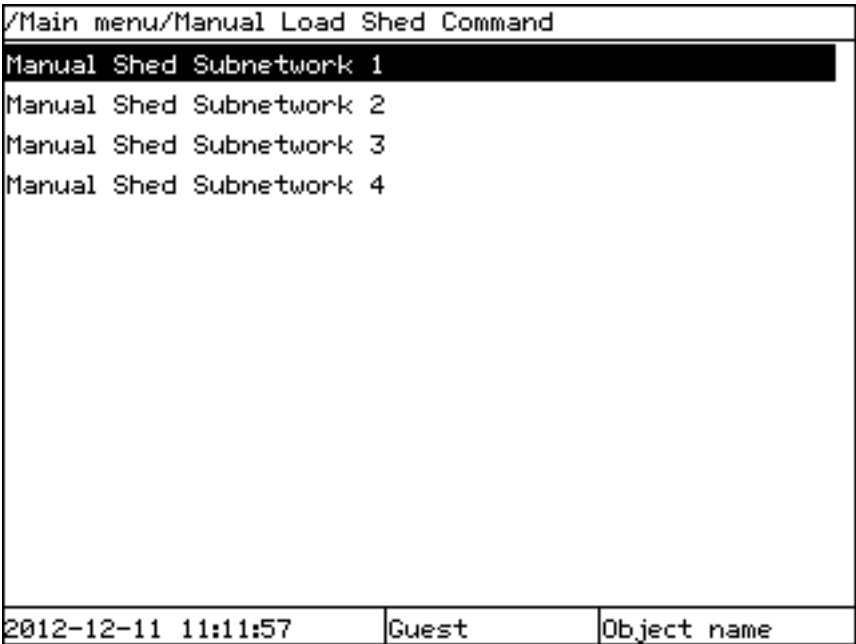 /Main menu/Manual Load Shed Command
Manual Shed Subnetwork 1
Manual Shed Subnetwork 2
Manual Shed Subnetwork 3
Manual Shed Subnetwork 4
2012-12-11 11:11:57 Guest Object name